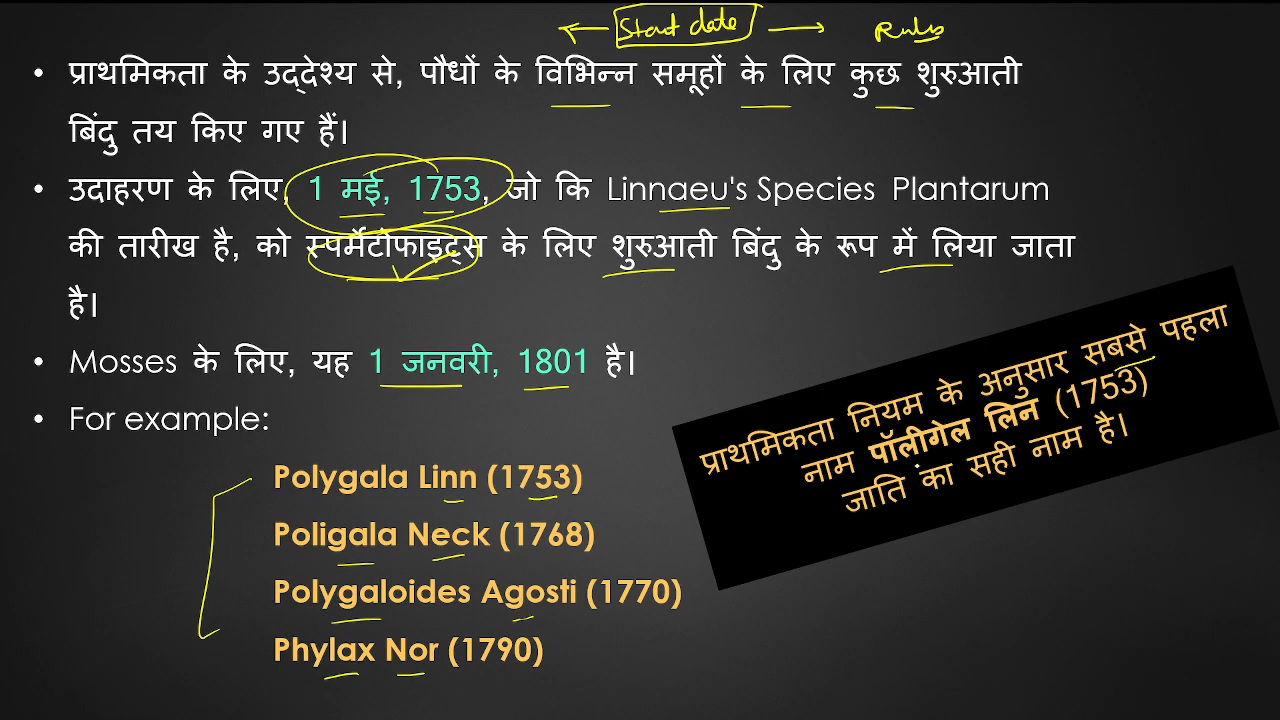 Start date Rules
• प्राथमिकता के उद्देश्य से, पौधों के विभिन्न समूहों के लिए कुछ शुरुआती
बिंदु तय किए गए हैं।
• उदाहरण के लिए, 1 मई, 1753, जो कि Linnaeu's Species Plantarum
की तारीख है, को स्पर्मेटोफाइट्स के लिए शुरुआती बिंदु के रूप में लिया जाता
है।
• Mosses के लिए, यह 1 जनवरी, 1801 है।
• For example:
Polygala Linn (1753)
Poligala Neck (1768)
Polygaloides Agosti (1770)
Phylax Nor (1790)
प्राथमिकता नियम के अनुसार सबसे पहला
नाम पॉलीगेल लिन (1753)
जाति का सही नाम है।